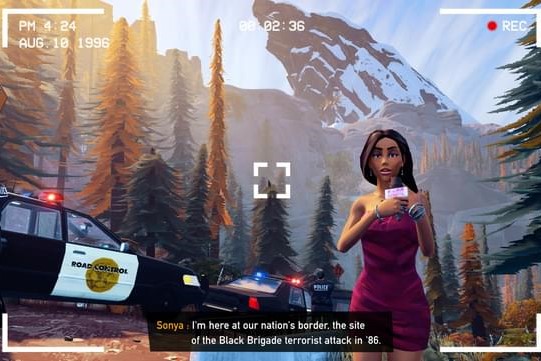 PM 4:24
AUG.10 1996
00:02:36
REC
ROAD CONTROL
POLICE
Sonya : I'm here at our nation's border, the site
of the Black Brigade terrorist attack in '86.